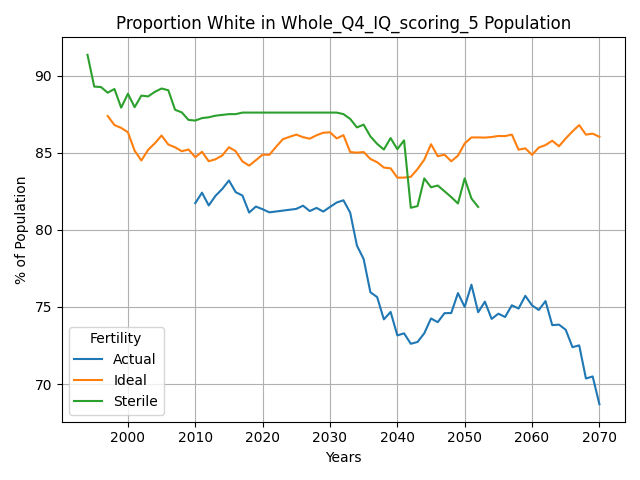 Proportion White in Whole_Q4_IQ_scoring_5 Population
% of Population
90
85
80
75
70
Fertility
Actual
Ideal
Sterile
2000 2010 2020 2030 2040 2050 2060 2070
Years